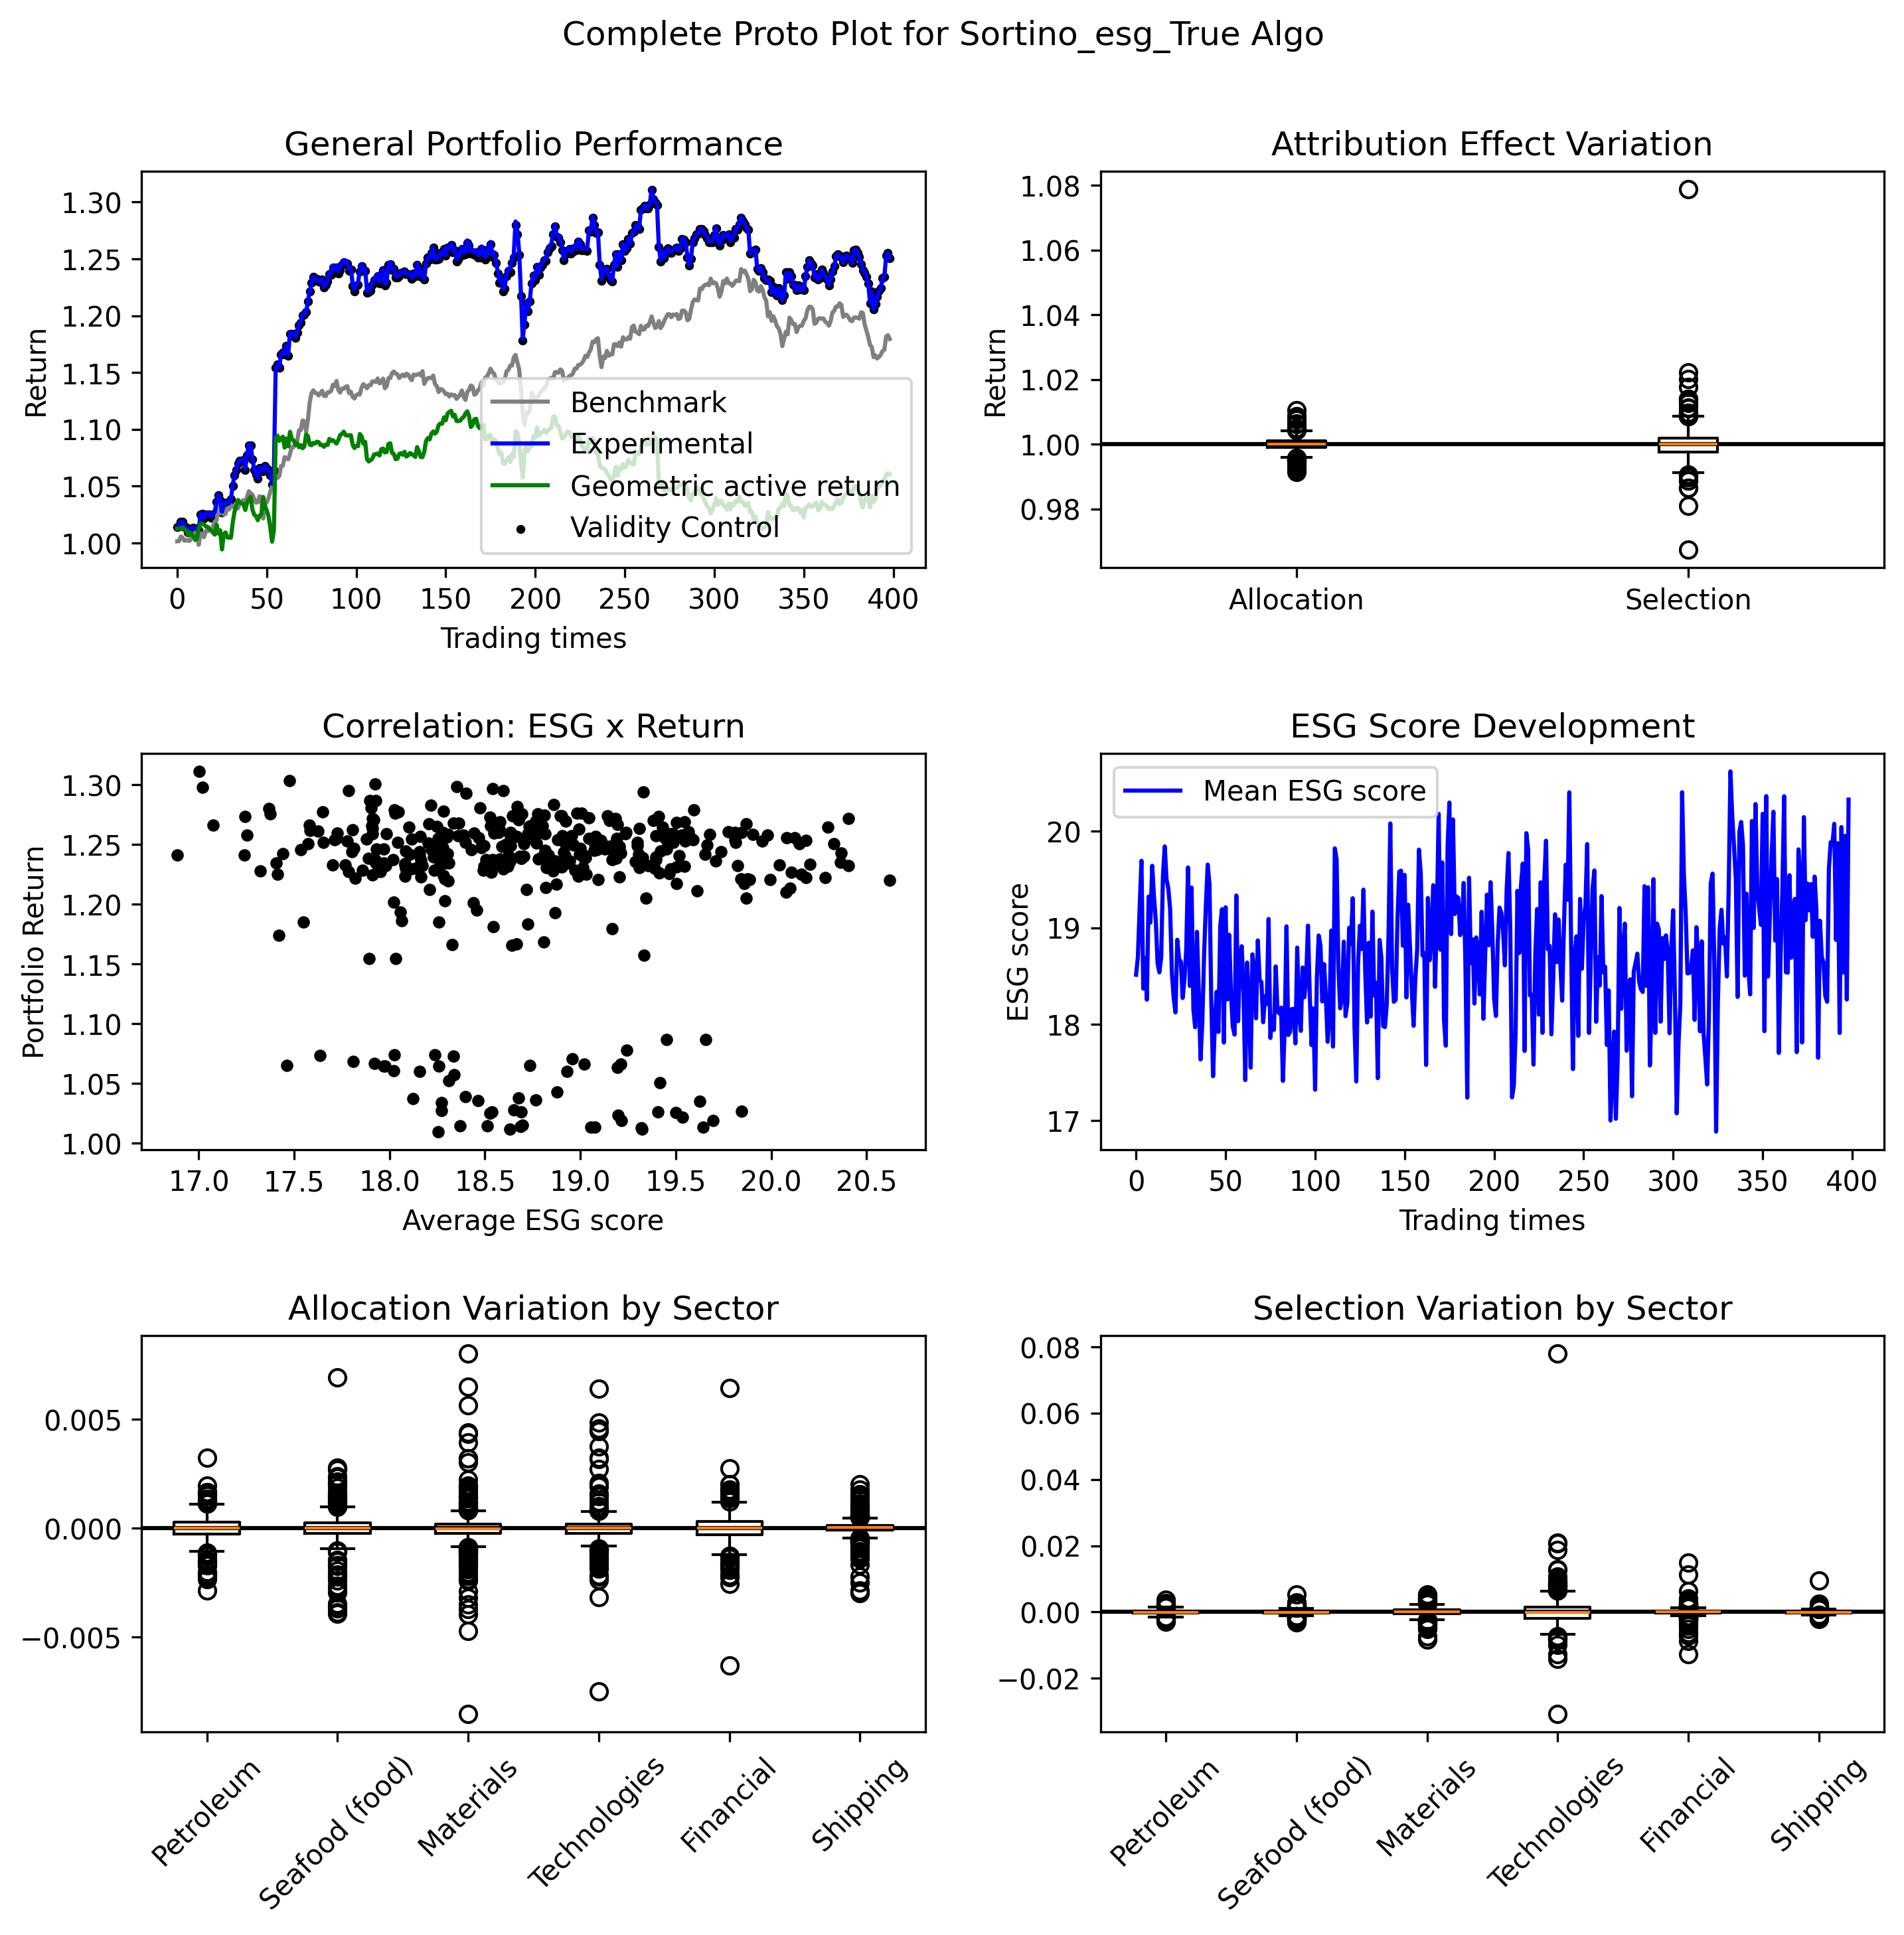 Complete Proto Plot for Sortino_esg_True Algo
General Portfolio Performance
Return
1.30
1.25
1.20
1.15
1.10
1.05
1.00
Benchmark
Experimental
Geometric active return
Validity Control
0 50 100 150 200 250 300 350 400
Trading times
Attribution Effect Variation
Return
1.08
1.06
1.04
1.02
1.00
0.98
Allocation Selection
Correlation: ESG x Return
Portfolio Return
1.30
1.25
1.20
1.15
1.10
1.05
1.00
17.0 17.5 18.0 18.5 19.0 19.5 20.0 20.5
Average ESG score
ESG Score Development
ESG score
Mean ESG score
20
19
18
17
0 50 100 150 200 250 300 350 400
Trading times
Allocation Variation by Sector
0.005
0.000
−0.005
Petroleum
Seafood (food)
Materials
Technologies
Financial
Shipping
Selection Variation by Sector
0.08
0.06
0.04
0.02
0.00
−0.02
Petroleum
Seafood (food)
Materials
Technologies
Financial
Shipping